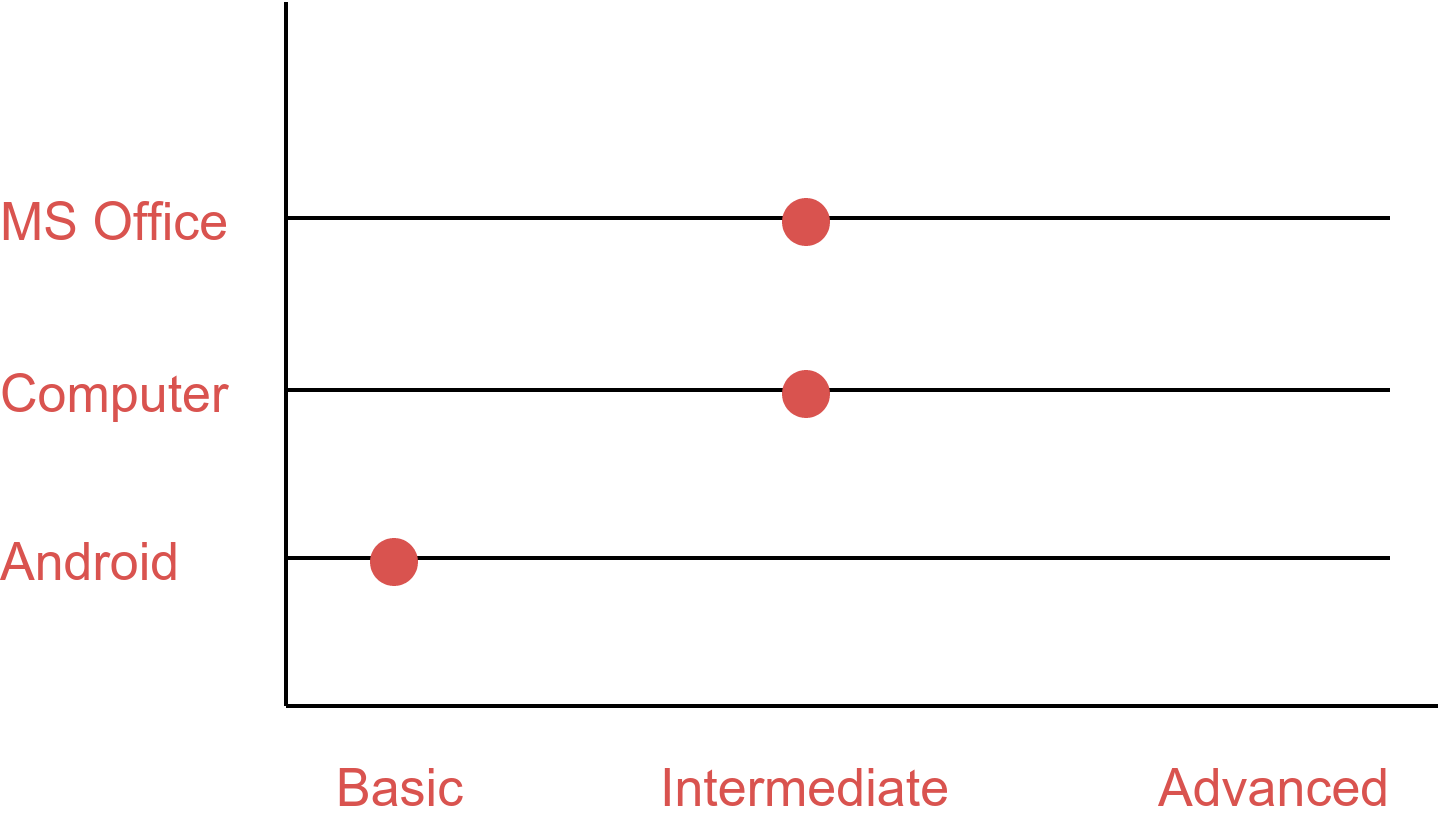 MS Office
Computer
Android
Basic Intermediate Advanced